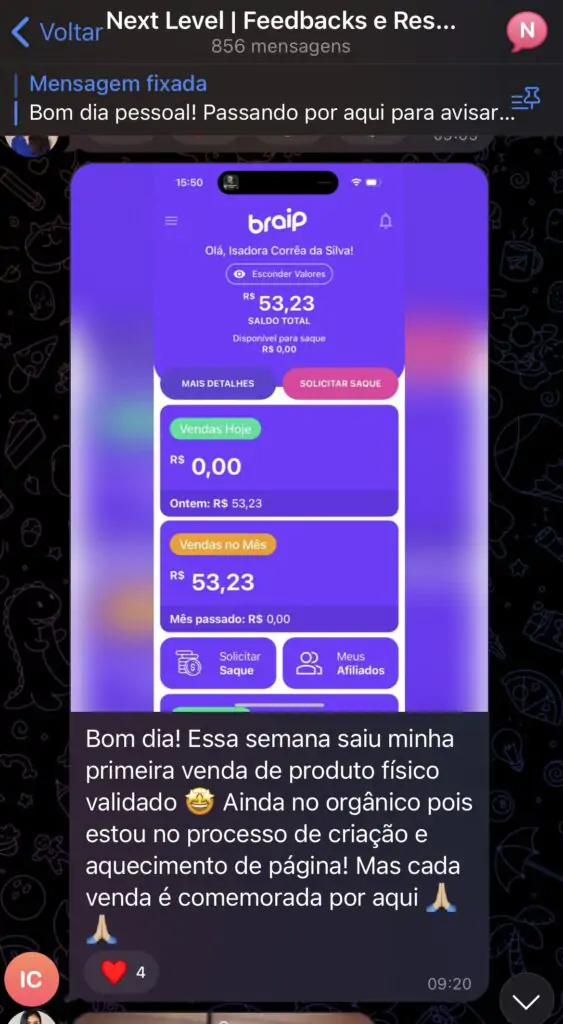 Voltar
Next Level | Feedbacks e Res...
856 mensagens
N
Mensagem fixada
Bom dia pessoal! Passando por aqui para avisar...
15:50
braip
Olá, Isadora Corrêa da Silva!
Esconder Valores
R$ 53,23
SALDO TOTAL
Disponível para saque
R$ 0,00
MAIS DETALHES
SOLICITAR SAQUE
Vendas Hoje
R$ 0,00
Ontem: R$ 53,23
Vendas no Mês
R$ 53,23
Mês passado: R$ 0,00
Solicitar
Saque
Meus
Afiliados
Bom dia! Essa semana saiu minha
primeira venda de produto físico
validado 🤩 Ainda no orgânico pois
estou no processo de criação e
aquecimento de página! Mas cada
venda é comemorada por aqui 🙏🏼
🙏🏼
IC
❤️ 4
09:20